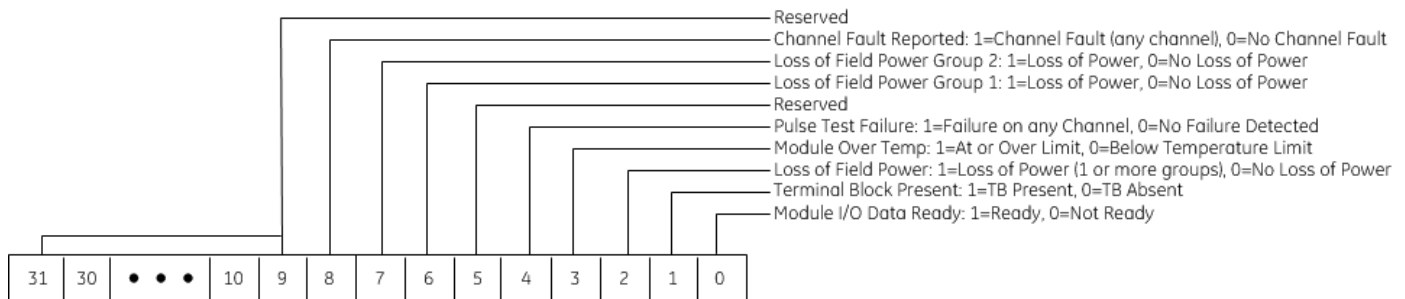 Reserved
Channel Fault Reported: 1=Channel Fault (any channel), 0=No Channel Fault
Loss of Field Power Group 2: 1=Loss of Power, 0=No Loss of Power
Loss of Field Power Group 1: 1=Loss of Power, 0=No Loss of Power
Reserved
Pulse Test Failure: 1=Failure on any Channel, 0=No Failure Detected
Module Over Temp: 1=At or Over Limit, 0=Below Temperature Limit
Loss of Field Power: 1=Loss of Power (1 or more groups), 0=No Loss of Power
Terminal Block Present: 1=TB Present, 0=TB Absent
Module I/O Data Ready: 1=Ready, 0=Not Ready
31 30 • • • 10 9 8 7 6 5 4 3 2 1 0